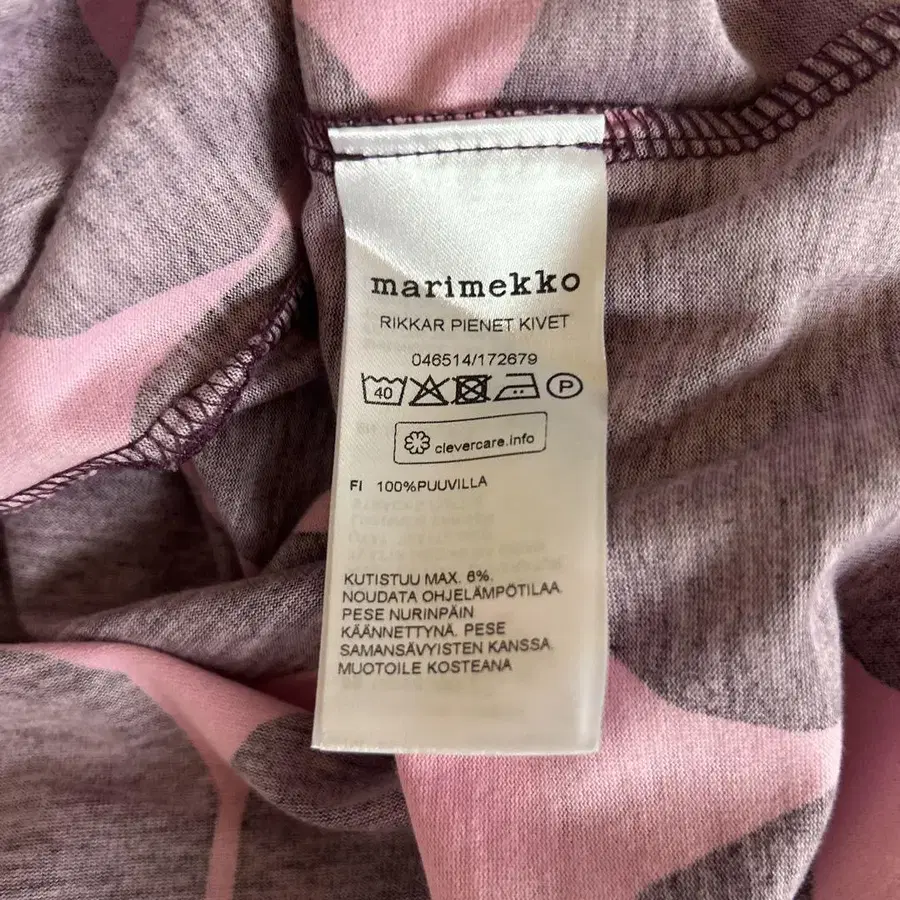 marimekko
RIKKAR PIENET KIVET
046514/172679
40 P
clevercare.info
FI 100%PUUVILLA
KUTISTUU MAX. 6%.
NOUDATA OHJELÄMPÖTILAA
PESE NURINPÄIN
KÄÄNNETTYNÄ. PESE
SAMANSÄVYISTEN KANSSA
MUOTOILE KOSTEANA